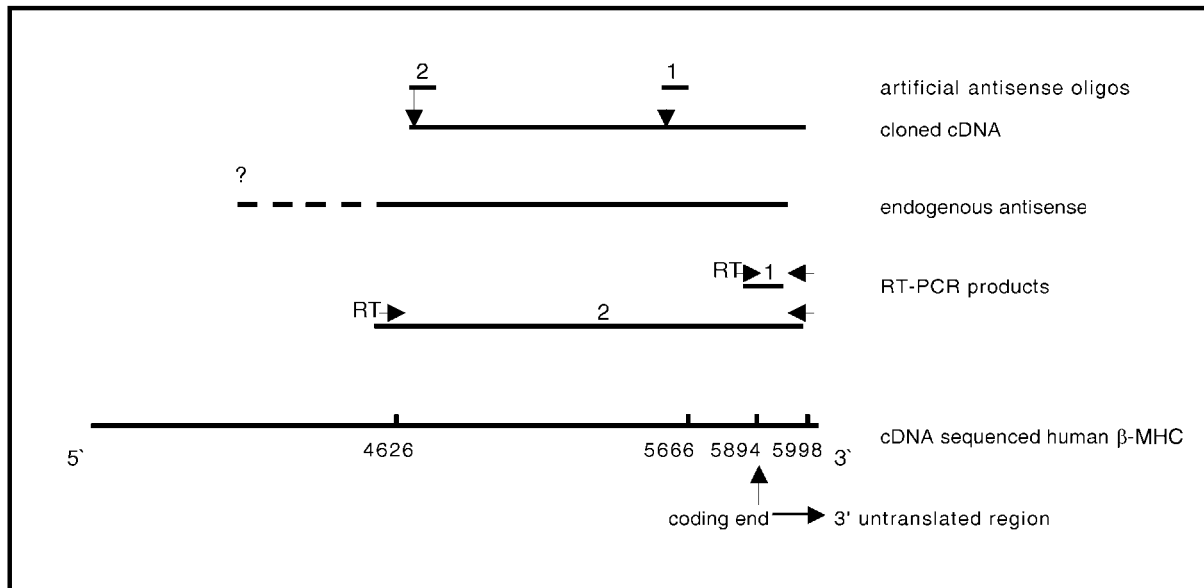 2 1 artificial antisense oligos
cloned cDNA
?
endogenous antisense
RT 1
RT-PCR products
RT 2
cDNA sequenced human β-MHC
5` 4626 5666 5894 5998 3`
coding end 3' untranslated region